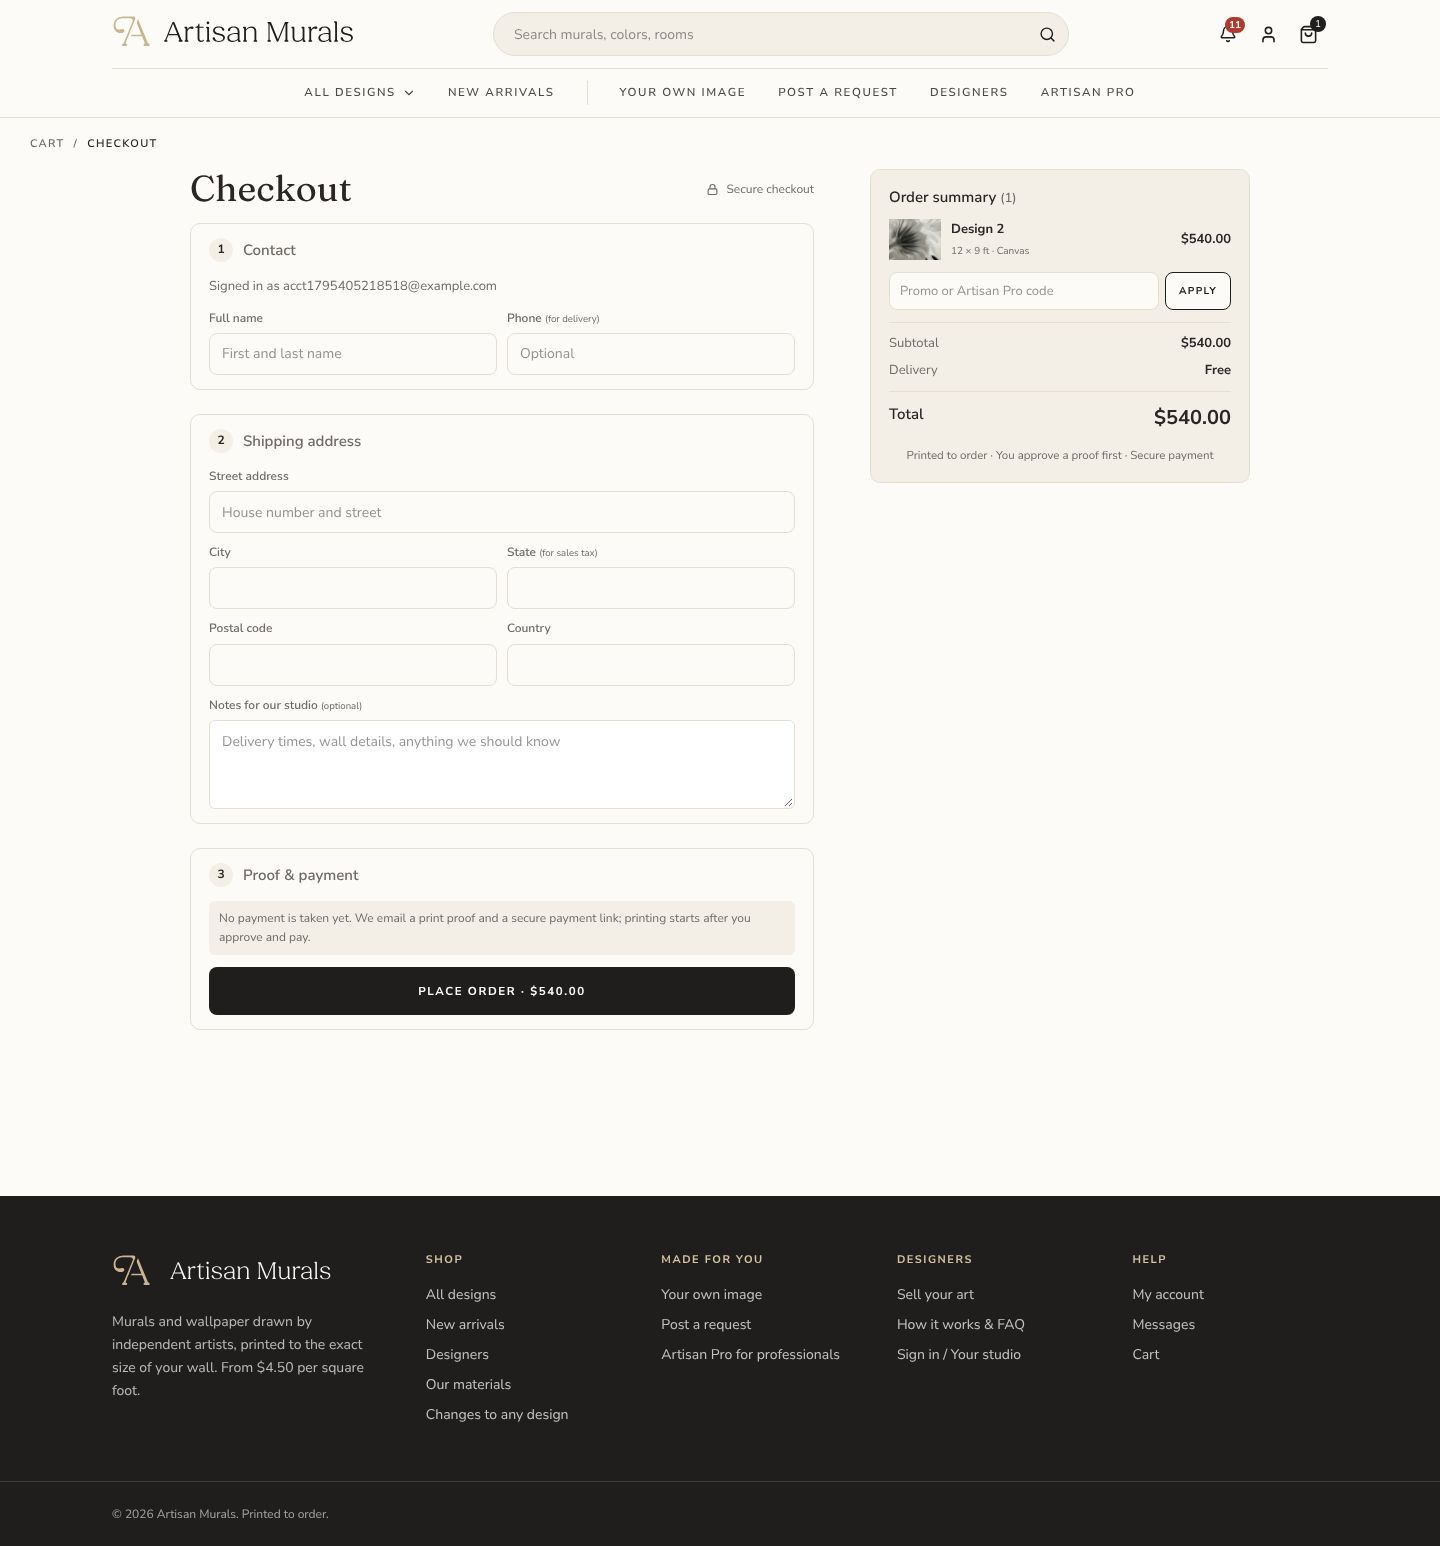 Artisan Murals
Search murals, colors, rooms
11
1
ALL DESIGNS
NEW ARRIVALS
YOUR OWN IMAGE
POST A REQUEST
DESIGNERS
ARTISAN PRO
CART / CHECKOUT
Checkout
Secure checkout
1 Contact
Signed in as acct1795405218518@example.com
Full name
Phone (for delivery)
First and last name
Optional
2 Shipping address
Street address
House number and street
City
State (for sales tax)
Postal code
Country
Notes for our studio (optional)
Delivery times, wall details, anything we should know
3 Proof & payment
No payment is taken yet. We email a print proof and a secure payment link; printing starts after you
approve and pay.
PLACE ORDER · $540.00
Order summary (1)
Design 2
12 × 9 ft · Canvas
$540.00
Promo or Artisan Pro code
APPLY
Subtotal $540.00
Delivery Free
Total $540.00
Printed to order · You approve a proof first · Secure payment
Artisan Murals
Murals and wallpaper drawn by
independent artists, printed to the exact
size of your wall. From $4.50 per square
foot.
SHOP
All designs
New arrivals
Designers
Our materials
Changes to any design
MADE FOR YOU
Your own image
Post a request
Artisan Pro for professionals
DESIGNERS
Sell your art
How it works & FAQ
Sign in / Your studio
HELP
My account
Messages
Cart
© 2026 Artisan Murals. Printed to order.